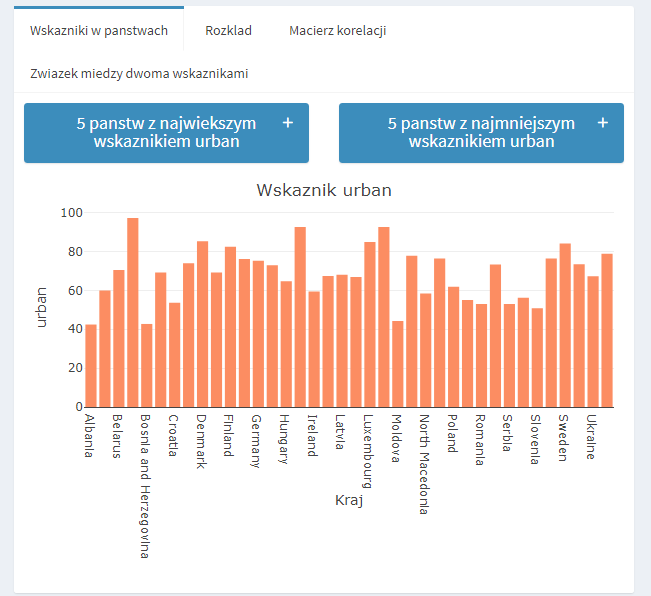 Wskazniki w panstwach
Rozklad
Macierz korelacji
Zwiazek miedzy dwoma wskaznikami
5 panstw z najwiekszym
wskaznikiem urban
+
5 panstw z najmniejszym
wskaznikiem urban
+
Wskaznik urban
100
80
60
40
20
0
urban
Albania
Belarus
Bosnia and Herzegovina
Croatia
Denmark
Finland
Germany
Hungary
Ireland
Latvia
Luxembourg
Moldova
North Macedonia
Poland
Romania
Serbia
Slovenia
Sweden
Ukraine
Kraj